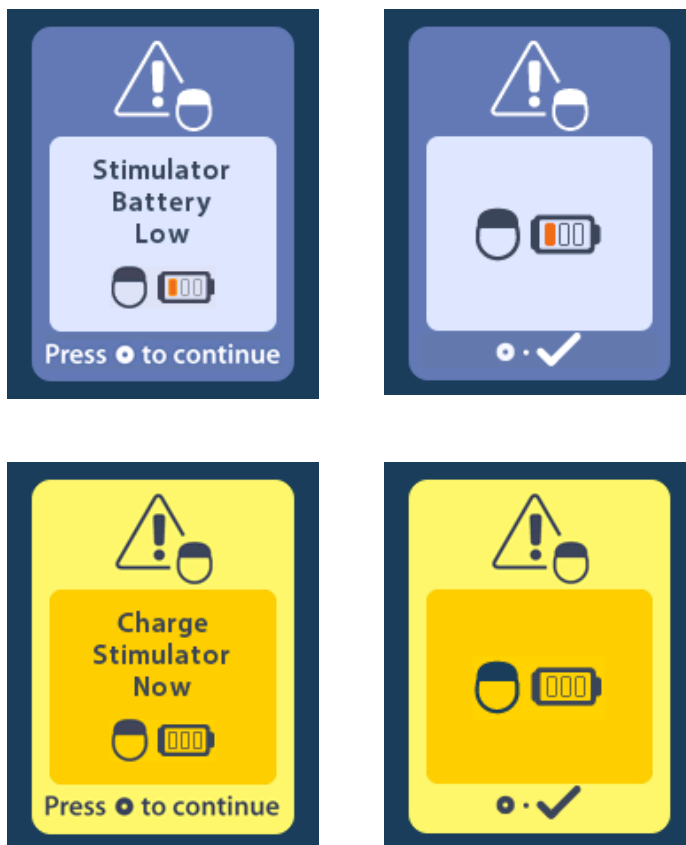 Stimulator
Battery
Low
Press to continue
Charge
Stimulator
Now
Press to continue